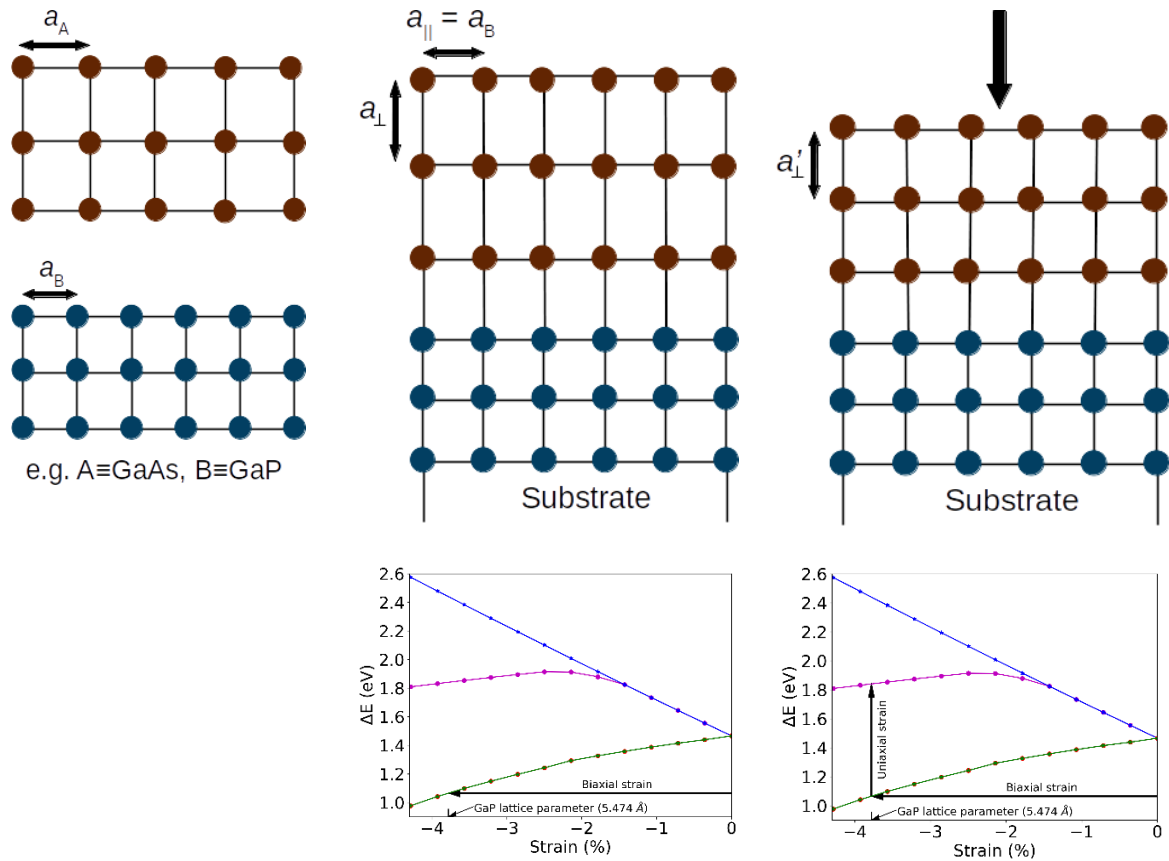 a_A
a_B
e.g. A≡GaAs, B≡GaP
a_|| = a_B
a_⊥
Substrate
a'_⊥
Substrate
2.6
2.4
2.2
2.0
1.8
1.6
1.4
1.2
1.0
ΔE (eV)
Biaxial strain
GaP lattice parameter (5.474 Å)
−4
−3
−2
−1
0
Strain (%)
2.6
2.4
2.2
2.0
1.8
1.6
1.4
1.2
1.0
ΔE (eV)
Uniaxial strain
Biaxial strain
GaP lattice parameter (5.474 Å)
−4
−3
−2
−1
0
Strain (%)